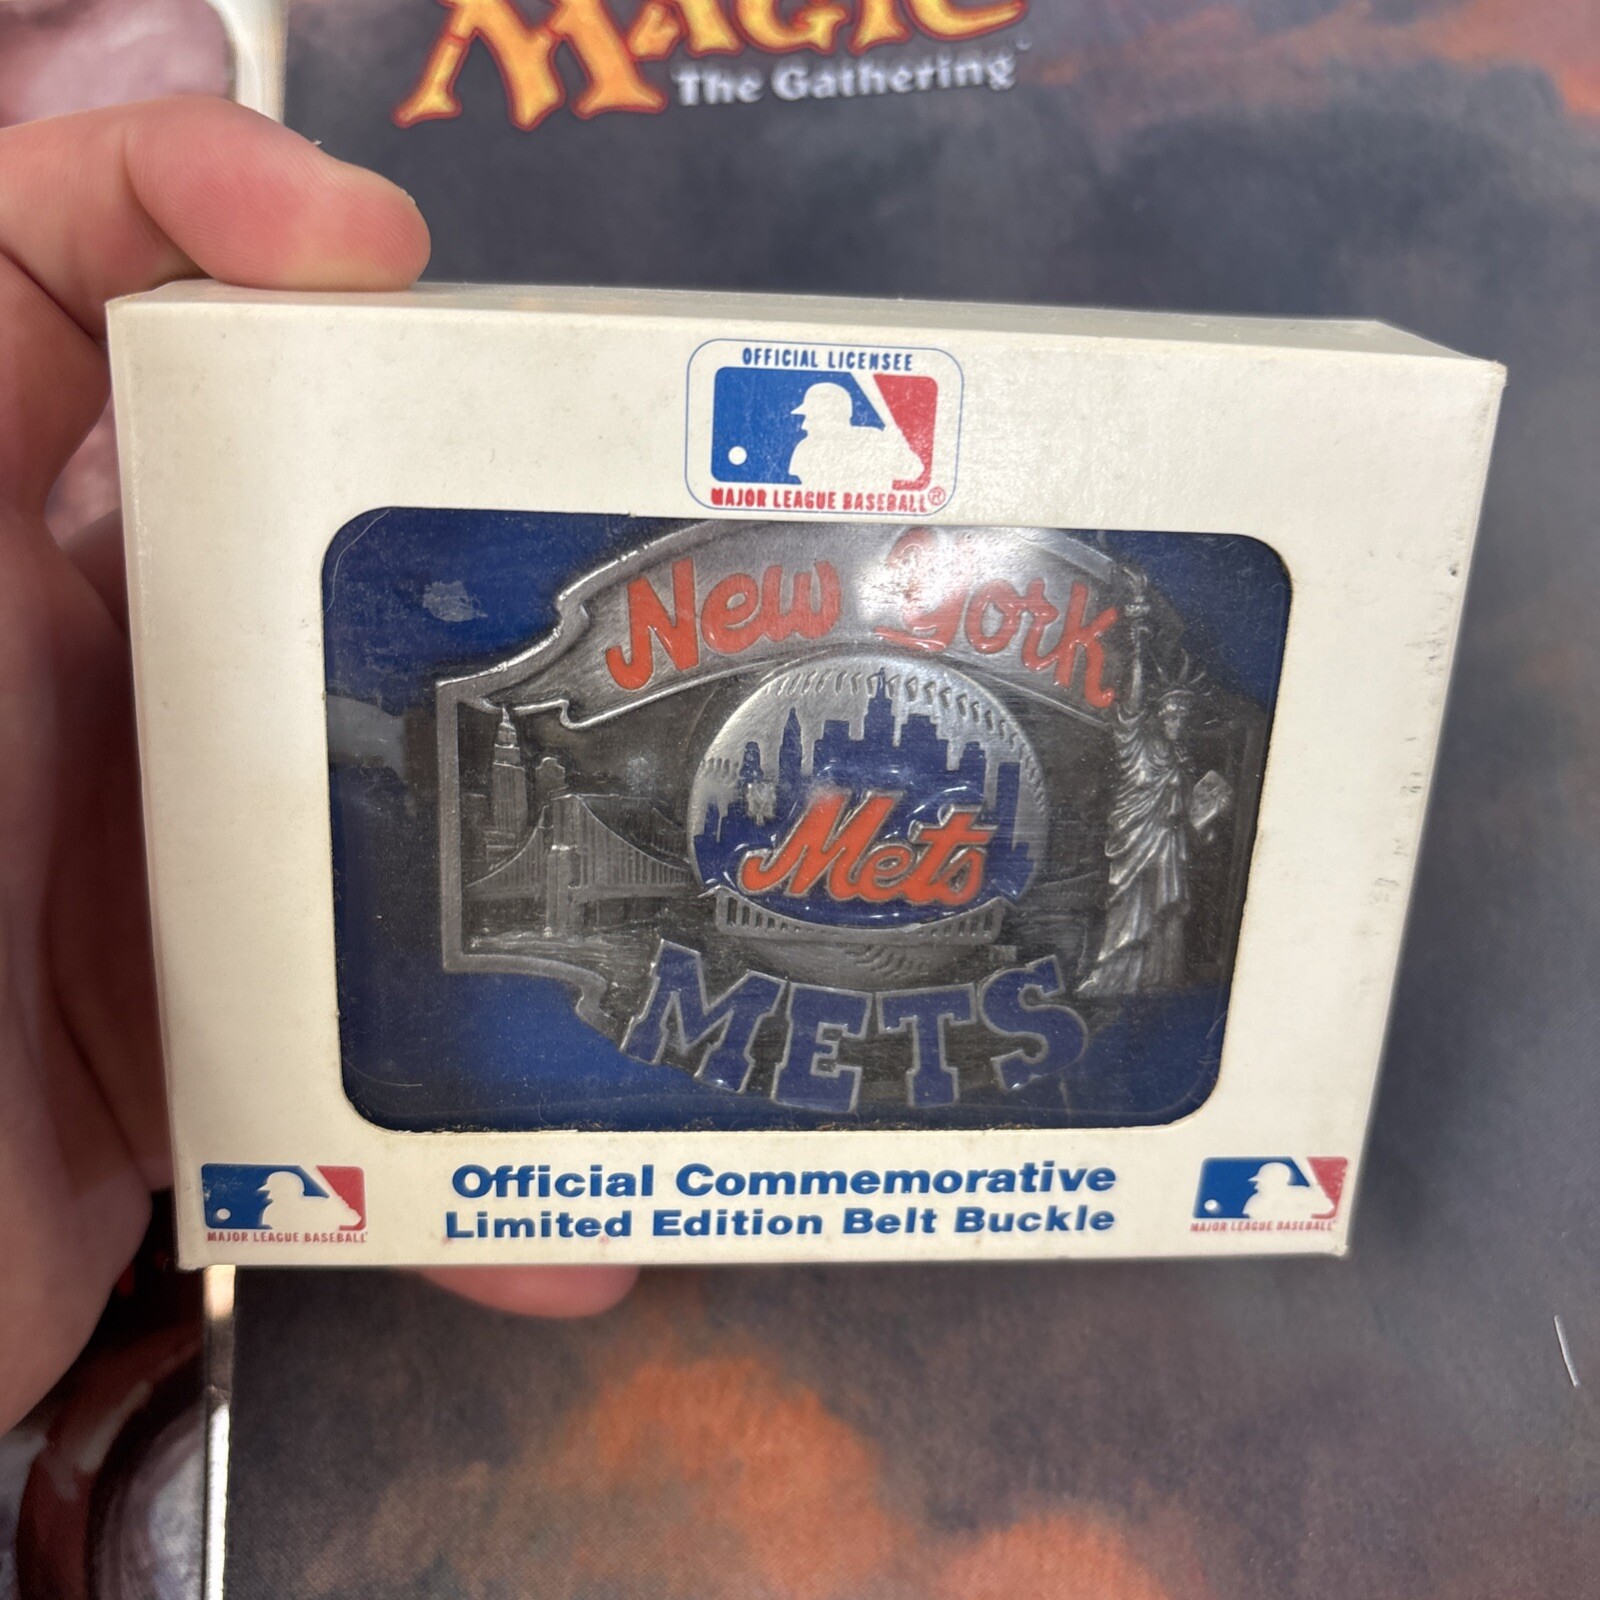 MAGIC
The Gathering
OFFICIAL LICENSEE
MAJOR LEAGUE BASEBALL®
New York
Mets
METS
Official Commemorative
Limited Edition Belt Buckle
MAJOR LEAGUE BASEBALL
MAJOR LEAGUE BASEBALL